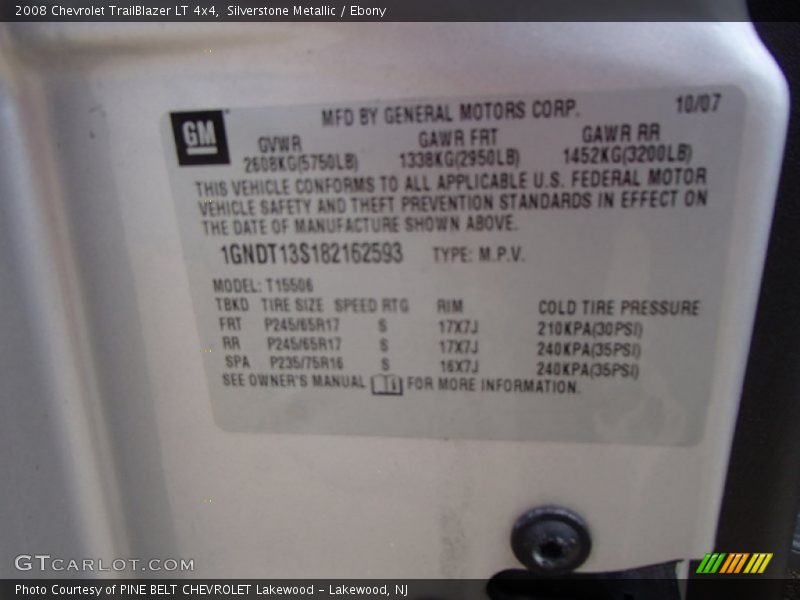 2008 Chevrolet TrailBlazer LT 4x4, Silverstone Metallic / Ebony
GM
MFD BY GENERAL MOTORS CORP. 10/07
GVWR GAWR FRT GAWR RR
2608KG(5750LB) 1338KG(2950LB) 1452KG(3200LB)
THIS VEHICLE CONFORMS TO ALL APPLICABLE U.S. FEDERAL MOTOR
VEHICLE SAFETY AND THEFT PREVENTION STANDARDS IN EFFECT ON
THE DATE OF MANUFACTURE SHOWN ABOVE.
1GNDT13S182162593 TYPE: M.P.V.
MODEL: T15506
TBKD TIRE SIZE SPEED RTG RIM COLD TIRE PRESSURE
FRT P245/65R17 S 17X7J 210KPA(30PSI)
RR P245/65R17 S 17X7J 240KPA(35PSI)
SPA P235/75R16 S 16X7J 240KPA(35PSI)
SEE OWNER'S MANUAL FOR MORE INFORMATION.
GTCARLOT.COM
Photo Courtesy of PINE BELT CHEVROLET Lakewood – Lakewood, NJ